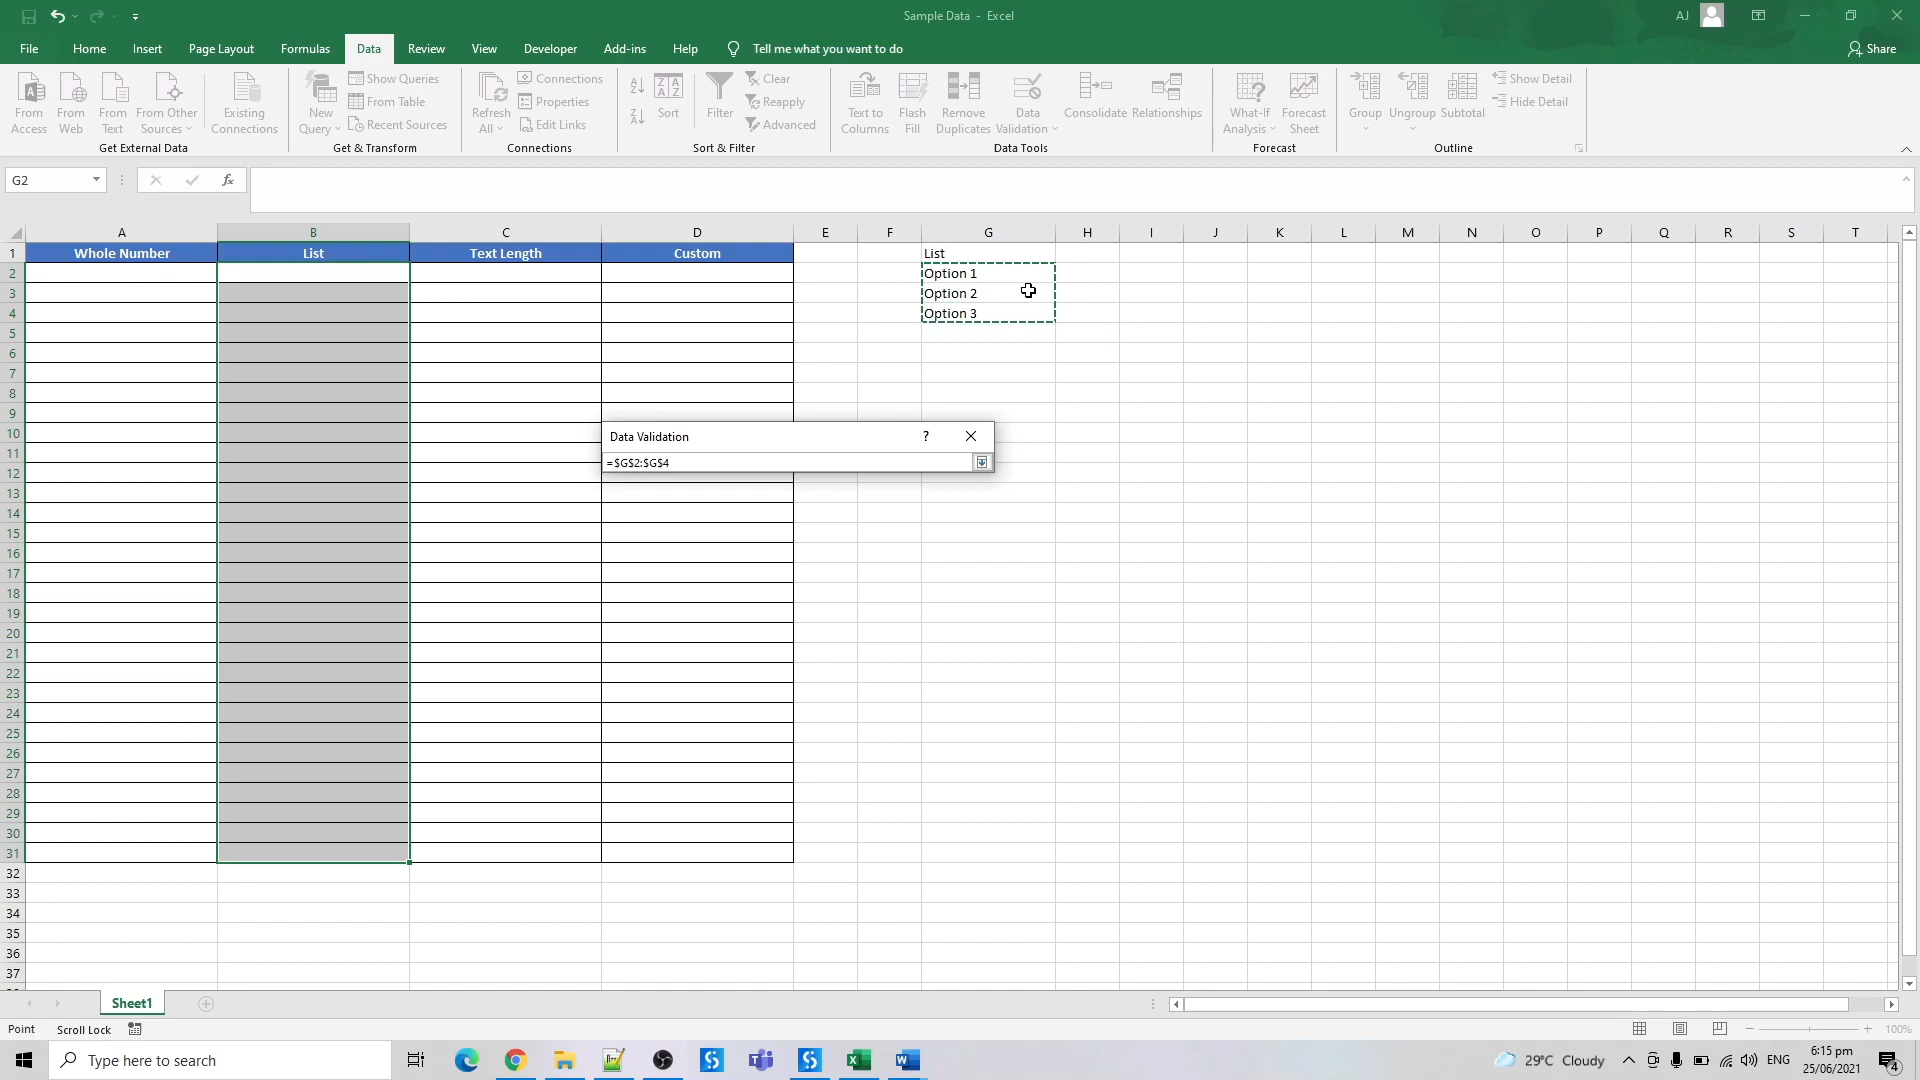 Sample Data - Excel
AJ
File Home Insert Page Layout Formulas Data Review View Developer Add-ins Help Tell me what you want to do Share
From Access
From Web
From Text
From Other Sources
Existing Connections
Get External Data
New Query
Show Queries
From Table
Recent Sources
Get & Transform
Refresh All
Connections
Properties
Edit Links
Connections
Sort
Filter
Clear
Reapply
Advanced
Sort & Filter
Text to Columns
Flash Fill
Remove Duplicates
Data Validation
Consolidate
Relationships
Data Tools
What-If Analysis
Forecast Sheet
Forecast
Group
Ungroup
Subtotal
Show Detail
Hide Detail
Outline
G2
fx
A B C D E F G H I J K L M N O P Q R S T
1 Whole Number List Text Length Custom List
2 Option 1
3 Option 2
4 Option 3
5
6
7
8
9
10
Data Validation ?
11
=$G$2:$G$4
12
13
14
15
16
17
18
19
20
21
22
23
24
25
26
27
28
29
30
31
32
33
34
35
36
37
Sheet1
Point Scroll Lock 100%
Type here to search
29°C Cloudy
ENG
6:15 pm
25/06/2021
4